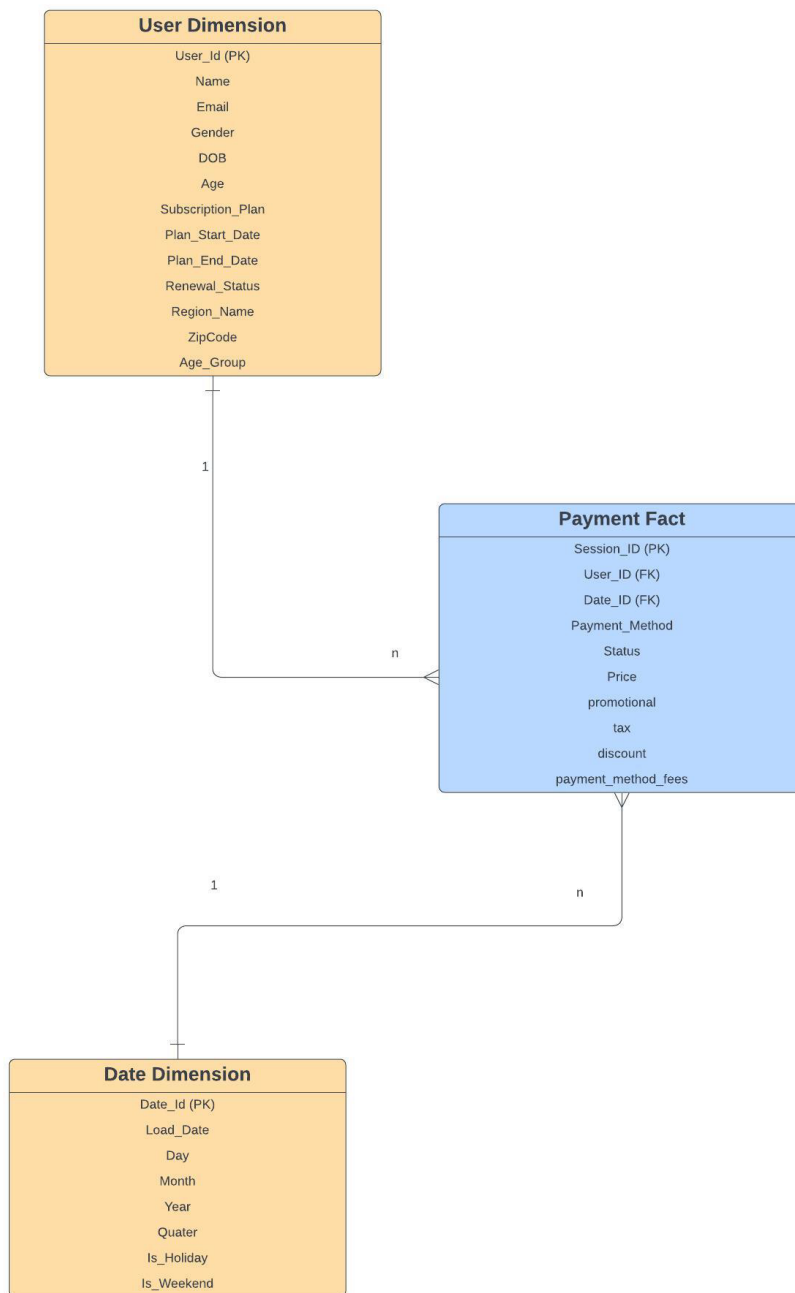 User Dimension
User_Id (PK)
Name
Email
Gender
DOB
Age
Subscription_Plan
Plan_Start_Date
Plan_End_Date
Renewal_Status
Region_Name
ZipCode
Age_Group
1
Payment Fact
Session_ID (PK)
User_ID (FK)
Date_ID (FK)
Payment_Method
Status
Price
promotional
tax
discount
payment_method_fees
n
1
n
Date Dimension
Date_Id (PK)
Load_Date
Day
Month
Year
Quater
Is_Holiday
Is_Weekend